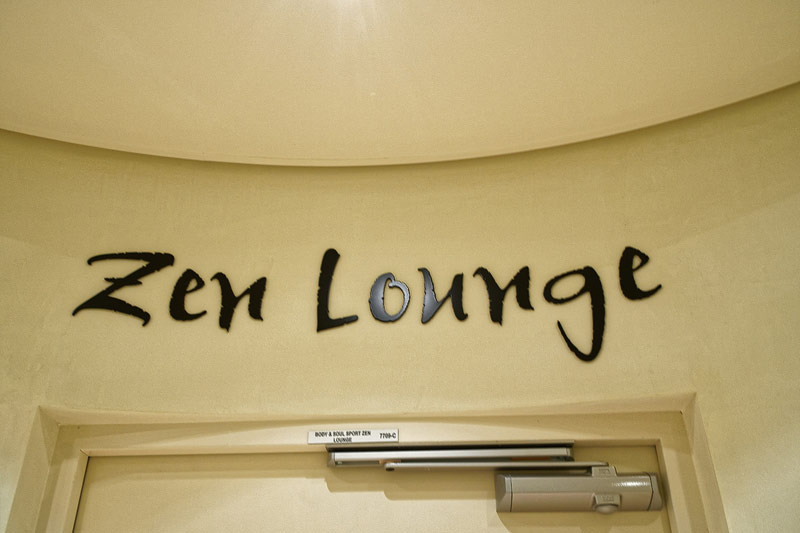 Zen Lounge
BODY & SOUL SPORT ZEN
LOUNGE
7709-C